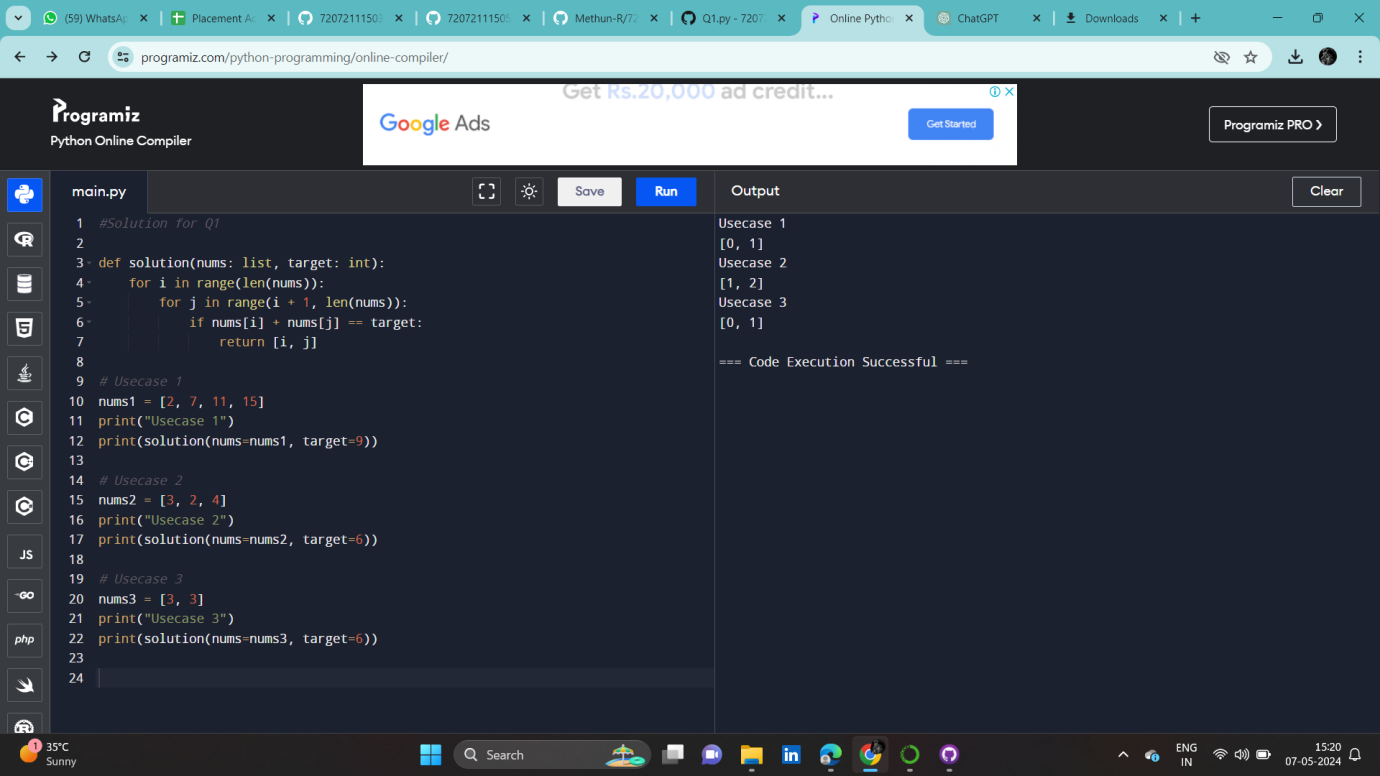 (59) WhatsAp
Placement Ac
72072111503
72072111505
Methun-R/72
Q1.py - 7207
Online Pytho
ChatGPT
Downloads
programiz.com/python-programming/online-compiler/
Programiz
Python Online Compiler
Get Rs.20,000 ad credit...
Google Ads
Get Started
Programiz PRO ❯
main.py
Save
Run
Output
Clear
1 #Solution for Q1
2
3 def solution(nums: list, target: int):
4 for i in range(len(nums)):
5 for j in range(i + 1, len(nums)):
6 if nums[i] + nums[j] == target:
7 return [i, j]
8
9 # Usecase 1
10 nums1 = [2, 7, 11, 15]
11 print("Usecase 1")
12 print(solution(nums=nums1, target=9))
13
14 # Usecase 2
15 nums2 = [3, 2, 4]
16 print("Usecase 2")
17 print(solution(nums=nums2, target=6))
18
19 # Usecase 3
20 nums3 = [3, 3]
21 print("Usecase 3")
22 print(solution(nums=nums3, target=6))
23
24
Usecase 1
[0, 1]
Usecase 2
[1, 2]
Usecase 3
[0, 1]
=== Code Execution Successful ===
R
5
C
C
C
JS
GO
php
1
35°C
Sunny
Search
in
ENG
IN
15:20
07-05-2024